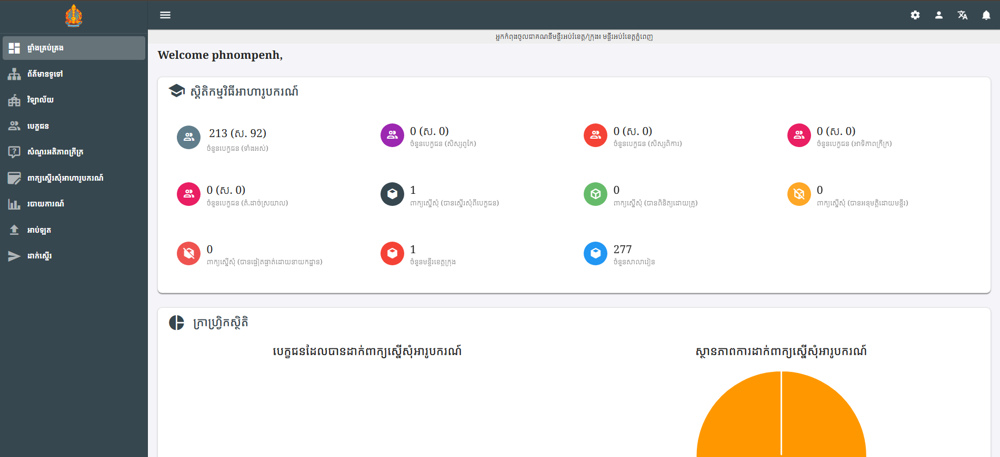 អ្នកកំពុងចូលជាគណនីមន្ទីរអប់រំខេត្ត/ក្រុង៖ មន្ទីរអប់រំខេត្តភ្នំពេញ
ផ្ទាំងគ្រប់គ្រង
ព័ត៌មានទូទៅ
វិទ្យាល័យ
បេក្ខជន
សំណួរអតិភាពក្រីក្រ
ពាក្យស្នើរសុំអាហារូបករណ៍
របាយការណ៍
អាប់ឡូត
ដាក់ស្នើរ
Welcome phnompenh,
ស្តិតិកម្មវិធីអាហារូបករណ៍
213 (ស. 92)
ចំនួនបេក្ខជន (ទាំងអស់)
0 (ស. 0)
ចំនួនបេក្ខជន (សិស្សពូកែ)
0 (ស. 0)
ចំនួនបេក្ខជន (សិស្សពិការ)
0 (ស. 0)
ចំនួនបេក្ខជន (អាទិភាពក្រីក្រ)
0 (ស. 0)
ចំនួនបេក្ខជន (តំ.ដាច់ស្រយាល)
1
ពាក្យស្នើសុំ (បានស្នើរសុំពីបេក្ខជន)
0
ពាក្យស្នើសុំ (បានពិនិត្យដោយគ្រូ)
0
ពាក្យស្នើសុំ (បានអនុមត្តិដោយមន្ទីរ)
0
ពាក្យស្នើសុំ (បានផ្ទៀតផ្ទាត់ដោយនាយកដ្ឋាន)
1
ចំនួនមន្ទីរខេត្តក្រុង
277
ចំនួនសាលារៀន
ក្រាហ្វ្រិកស្ថិតិ
បេក្ខជនដែលបានដាក់ពាក្យស្នើសុំអារូបករណ៍
ស្ថានភាពការដាក់ពាក្យស្នើសុំអារូបករណ៍